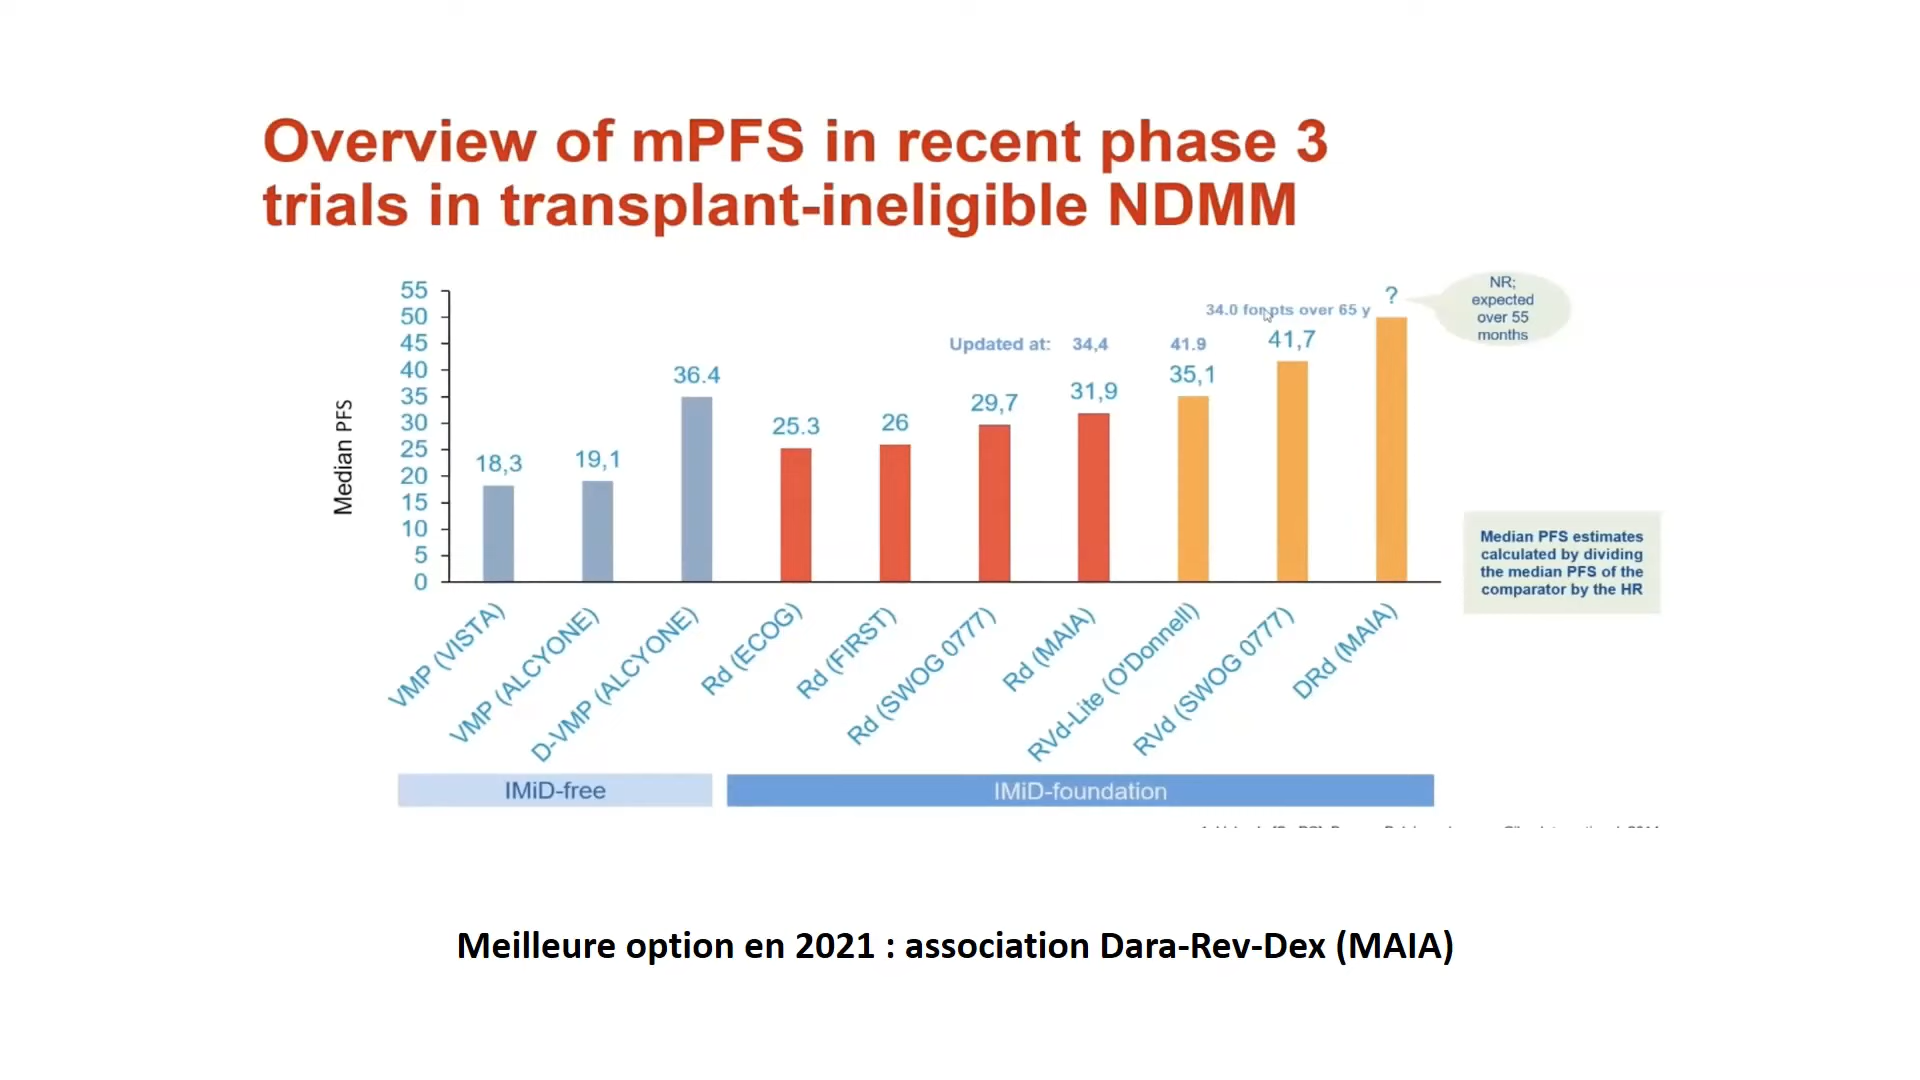 Overview of mPFS in recent phase 3
trials in transplant-ineligible NDMM
Median PFS
55
50
45
40
35
30
25
20
15
10
5
0
18,3
19,1
36.4
25.3
26
29,7
31,9
35,1
41,7
?
Updated at: 34,4 41.9
34.0 for pts over 65 y
NR;
expected
over 55
months
Median PFS estimates
calculated by dividing
the median PFS of the
comparator by the HR
VMP (VISTA)
VMP (ALCYONE)
D-VMP (ALCYONE)
Rd (ECOG)
Rd (FIRST)
Rd (SWOG 0777)
Rd (MAIA)
RVd-Lite (O'Donnell)
RVd (SWOG 0777)
DRd (MAIA)
IMiD-free
IMiD-foundation
Meilleure option en 2021 : association Dara-Rev-Dex (MAIA)